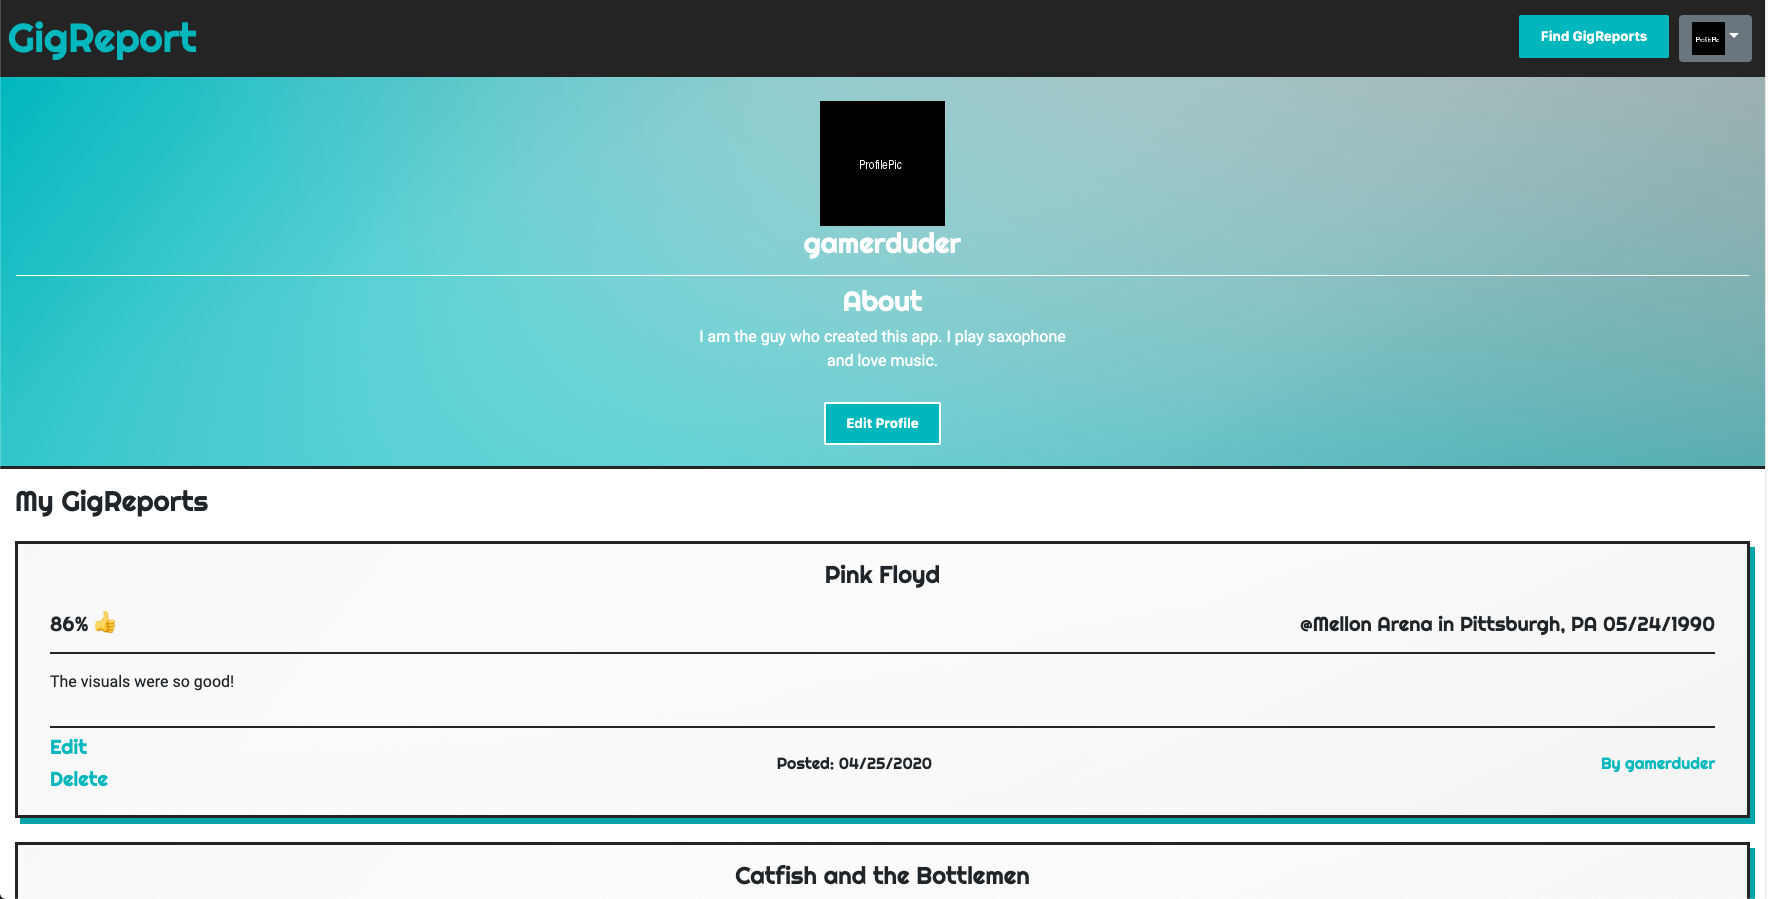 GigReport
Find GigReports
ProfilePic
ProfilePic
gamerduder
About
I am the guy who created this app. I play saxophone
and love music.
Edit Profile
My GigReports
Pink Floyd
86% 👍
@Mellon Arena in Pittsburgh, PA 05/24/1990
The visuals were so good!
Edit
Delete
Posted: 04/25/2020
By gamerduder
Catfish and the Bottlemen